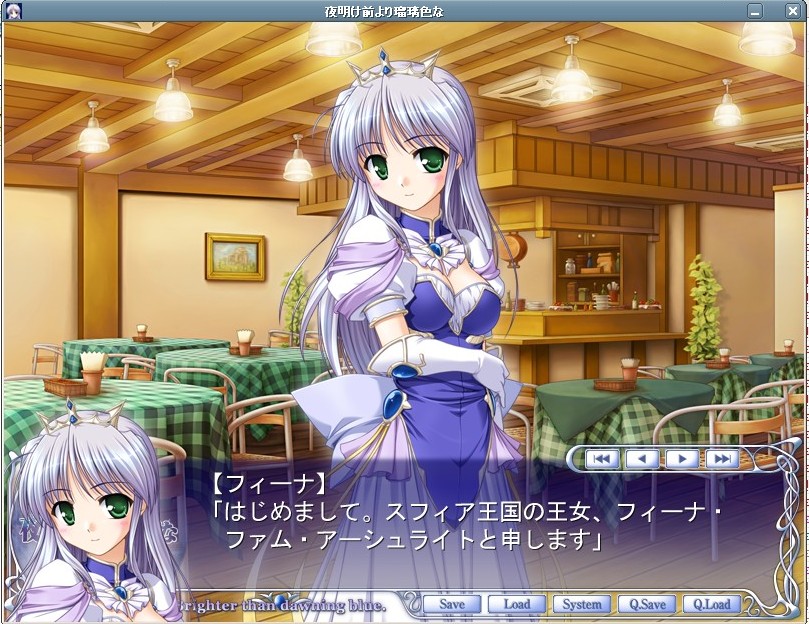 夜明け前より瑠璃色な
【フィーナ】
「はじめまして。スフィア王国の王女、フィーナ・
ファム・アーシュライトと申します」
righter than dawning blue.
Save Load System Q.Save Q.Load